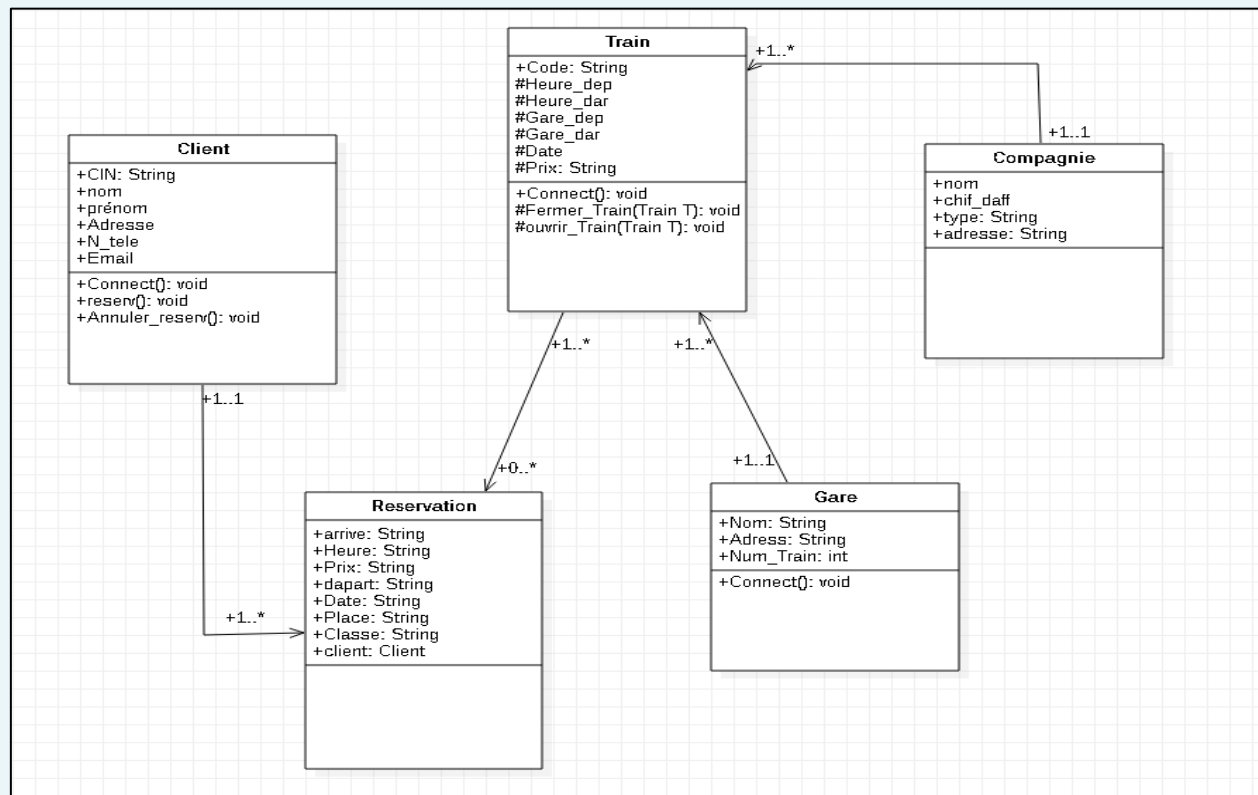 Train
+Code: String
#Heure_dep
#Heure_dar
#Gare_dep
#Gare_dar
#Date
#Prix: String
+Connect(): void
#Fermer_Train(Train T): void
#ouvrir_Train(Train T): void
+1..*
+1..1
Compagnie
+nom
+chif_daff
+type: String
+adresse: String
Client
+CIN: String
+nom
+prénom
+Adresse
+N_tele
+Email
+Connect(): void
+reserv(): void
+Annuler_reserv(): void
+1..1
+1..*
+1..*
+1..*
+0..*
+1..1
Reservation
+arrive: String
+Heure: String
+Prix: String
+dapart: String
+Date: String
+Place: String
+Classe: String
+client: Client
Gare
+Nom: String
+Adress: String
+Num_Train: int
+Connect(): void